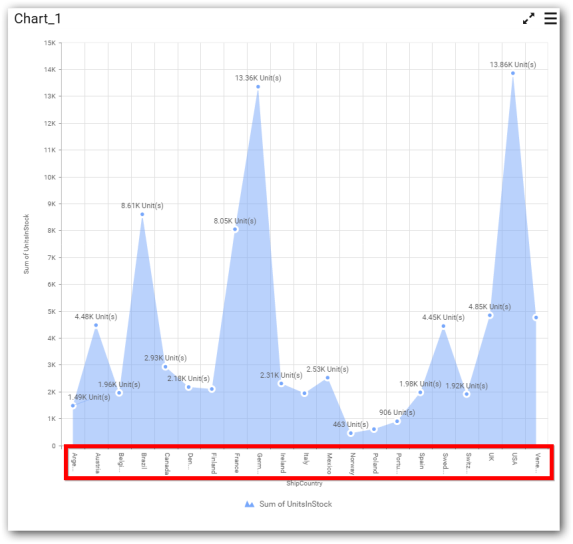 Chart_1
15K
14K
13.86K Unit(s)
13.36K Unit(s)
13K
12K
11K
10K
9K
8.61K Unit(s)
8.05K Unit(s)
8K
7K
6K
5K
4.85K Unit(s)
4.48K Unit(s)
4.45K Unit(s)
4K
3K
2.93K Unit(s)
2.53K Unit(s)
2.31K Unit(s)
2.18K Unit(s)
2K
1.96K Unit(s)
1.98K Unit(s)
1.92K Unit(s)
1.49K Unit(s)
1K
906 Unit(s)
463 Unit(s)
0
Sum of UnitsInStock
Arge...
Austria
Belgi...
Brazil
Canada
Den...
Finland
France
Germ...
Ireland
Italy
Mexico
Norway
Poland
Portu...
Spain
Swed...
Switz...
UK
USA
Vene...
ShipCountry
Sum of UnitsInStock